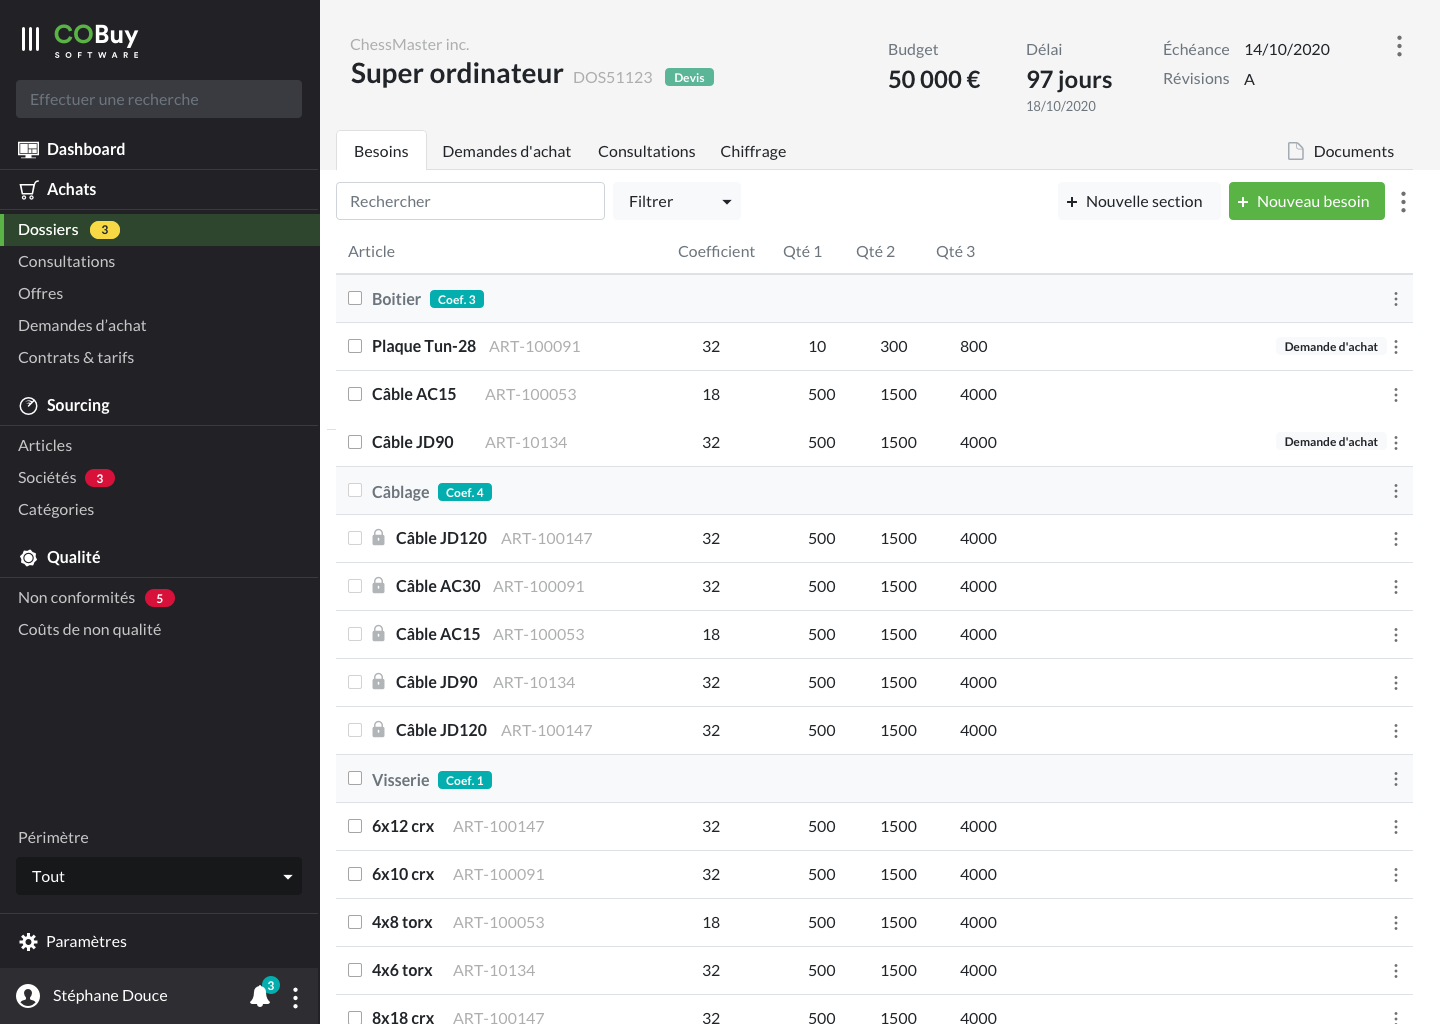 COBuy
SOFTWARE
Effectuer une recherche
Dashboard
Achats
Dossiers 3
Consultations
Offres
Demandes d’achat
Contrats & tarifs
Sourcing
Articles
Sociétés 3
Catégories
Qualité
Non conformités 5
Coûts de non qualité
Périmètre
Tout
Paramètres
Stéphane Douce 3
ChessMaster inc.
Super ordinateur DOS51123 Devis
Budget
50 000 €
Délai
97 jours
18/10/2020
Échéance 14/10/2020
Révisions A
Besoins Demandes d'achat Consultations Chiffrage Documents
Rechercher Filtrer + Nouvelle section + Nouveau besoin
Article Coefficient Qté 1 Qté 2 Qté 3
Boitier Coef. 3
Plaque Tun-28 ART-100091 32 10 300 800 Demande d'achat
Câble AC15 ART-100053 18 500 1500 4000
Câble JD90 ART-10134 32 500 1500 4000 Demande d'achat
Câblage Coef. 4
Câble JD120 ART-100147 32 500 1500 4000
Câble AC30 ART-100091 32 500 1500 4000
Câble AC15 ART-100053 18 500 1500 4000
Câble JD90 ART-10134 32 500 1500 4000
Câble JD120 ART-100147 32 500 1500 4000
Visserie Coef. 1
6x12 crx ART-100147 32 500 1500 4000
6x10 crx ART-100091 32 500 1500 4000
4x8 torx ART-100053 18 500 1500 4000
4x6 torx ART-10134 32 500 1500 4000
8x18 crx ART-100147 32 500 1500 4000